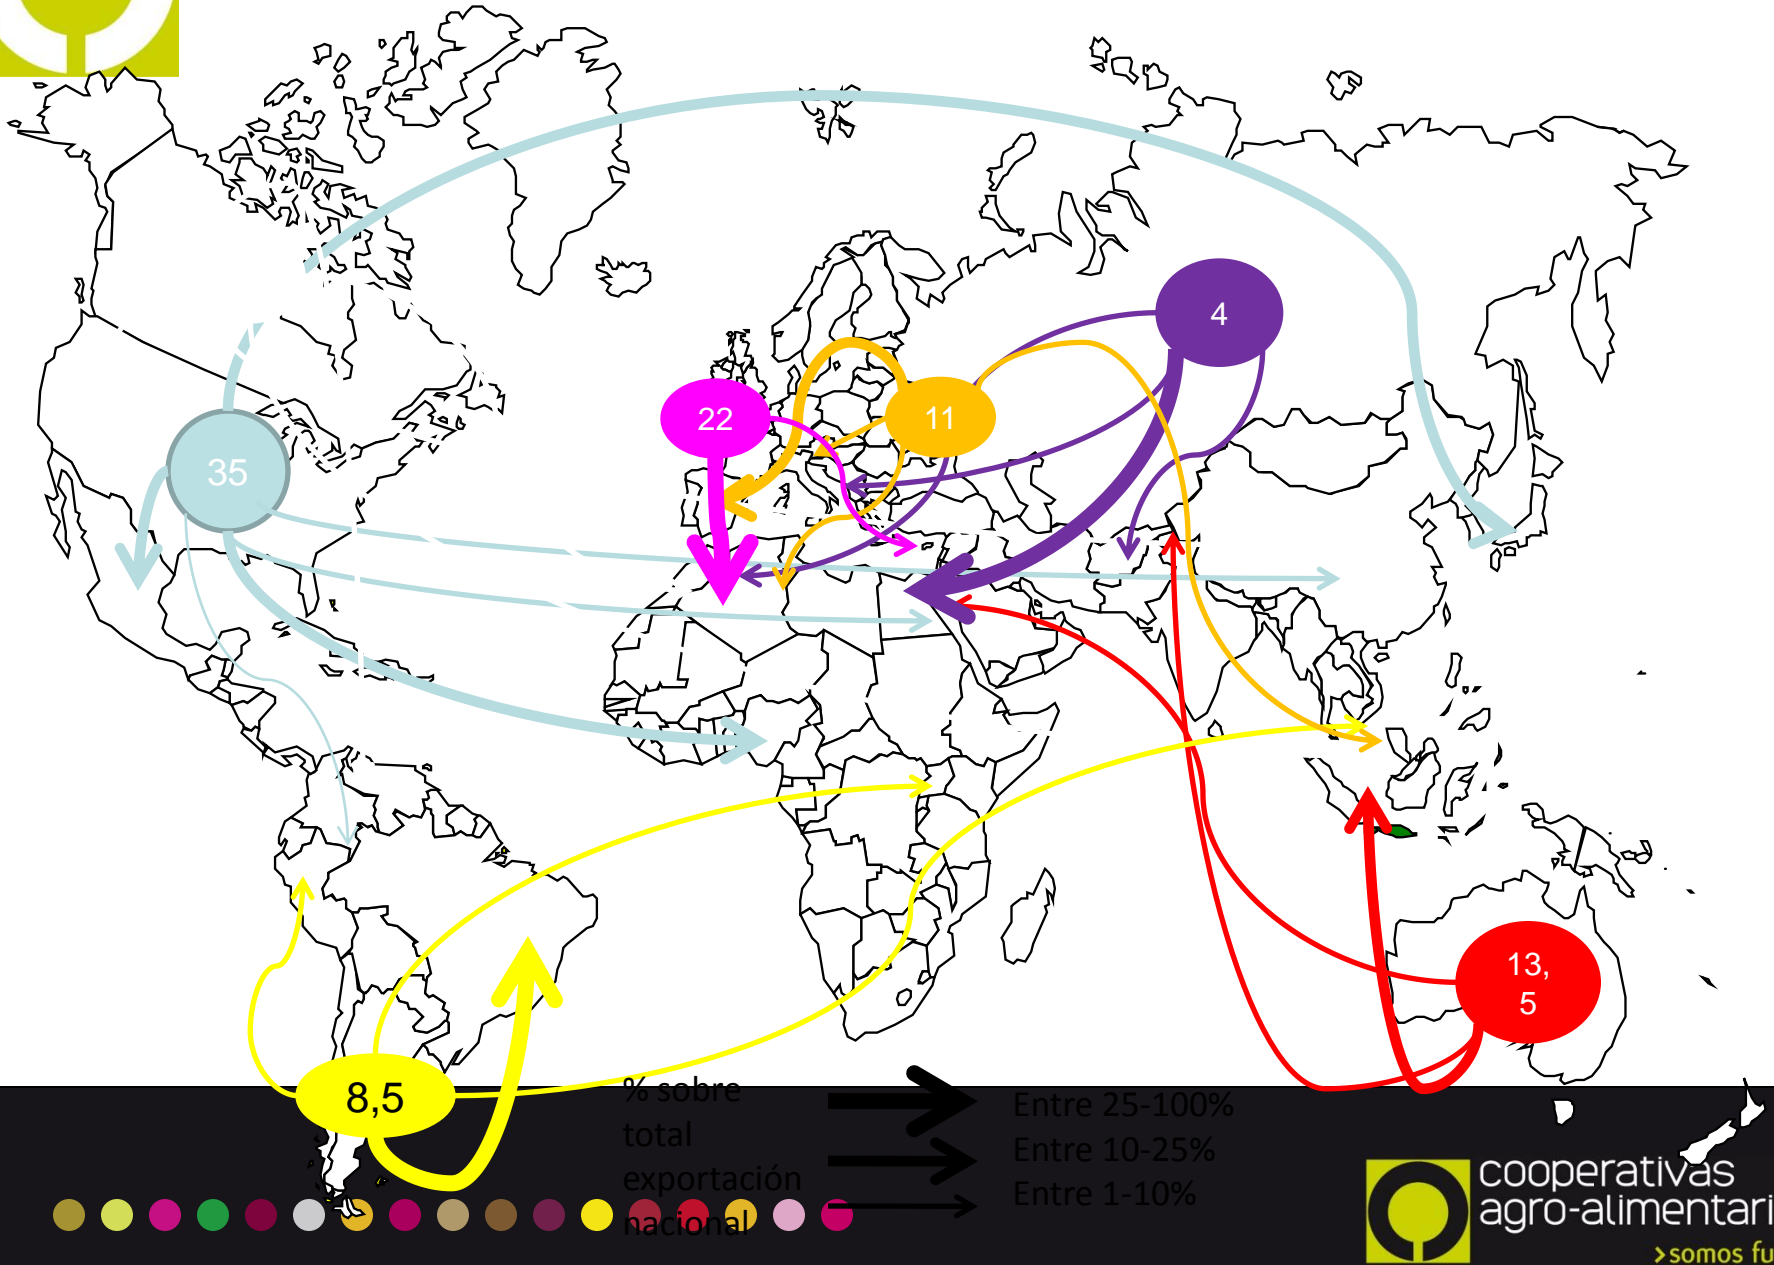 4
22
11
35
13,
5
8,5
% sobre
total
exportación
nacional
Entre 25-100%
Entre 10-25%
Entre 1-10%
cooperativas
agro-alimentari
>somos fu